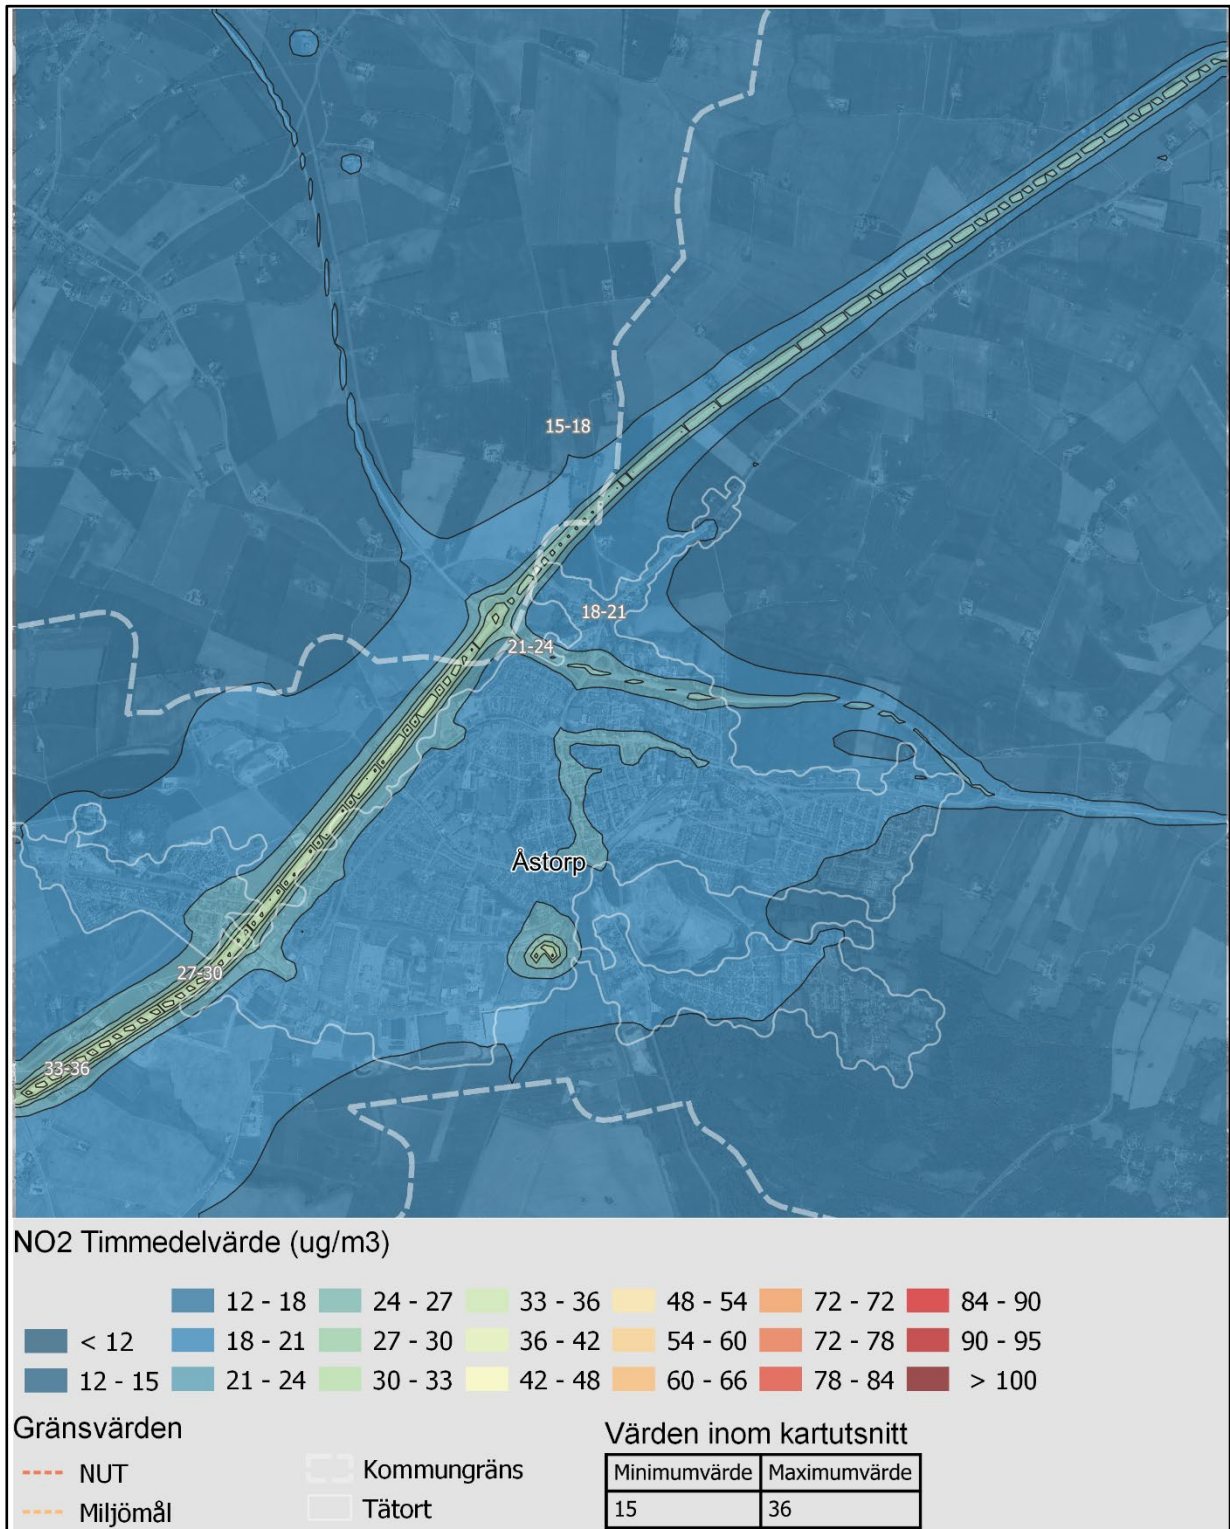 15-18
18-21
21-24
Åstorp
27-30
33-36
NO2 Timmedelvärde (ug/m3)
12 - 18 24 - 27 33 - 36 48 - 54 72 - 72 84 - 90
< 12 18 - 21 27 - 30 36 - 42 54 - 60 72 - 78 90 - 95
12 - 15 21 - 24 30 - 33 42 - 48 60 - 66 78 - 84 > 100
Gränsvärden
NUT
Miljömål
Kommungräns
Tätort
Värden inom kartutsnitt
Minimumvärde Maximumvärde
15 36